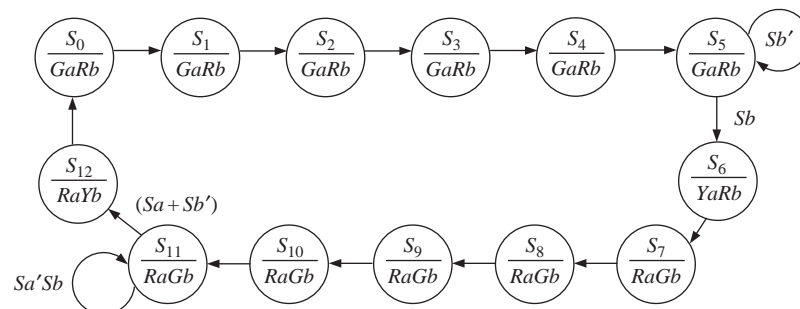 S0 S1 S2 S3 S4 S5 Sb′
GaRb GaRb GaRb GaRb GaRb GaRb
Sb
S12 S6
RaYb YaRb
(Sa + Sb′)
S11 S10 S9 S8 S7
RaGb RaGb RaGb RaGb RaGb
Sa′Sb